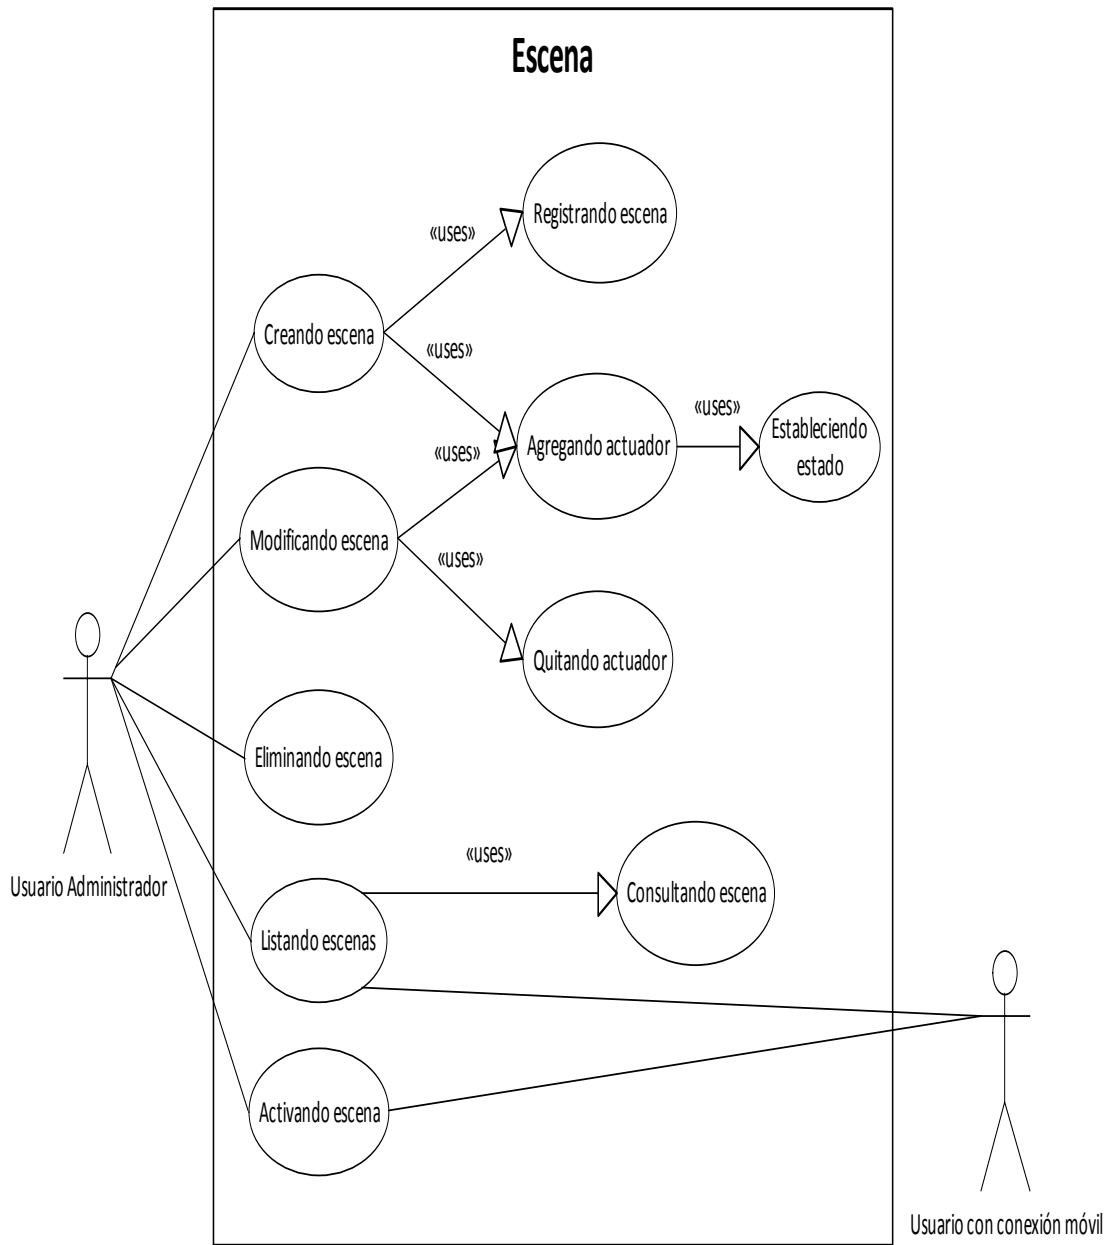 Escena
Registrando escena
«uses»
Creando escena
«uses»
«uses»
Agregando actuador
«uses»
Estableciendo
estado
Modificando escena
«uses»
Quitando actuador
Eliminando escena
«uses»
Consultando escena
Usuario Administrador
Listando escenas
Activando escena
Usuario con conexión móvil